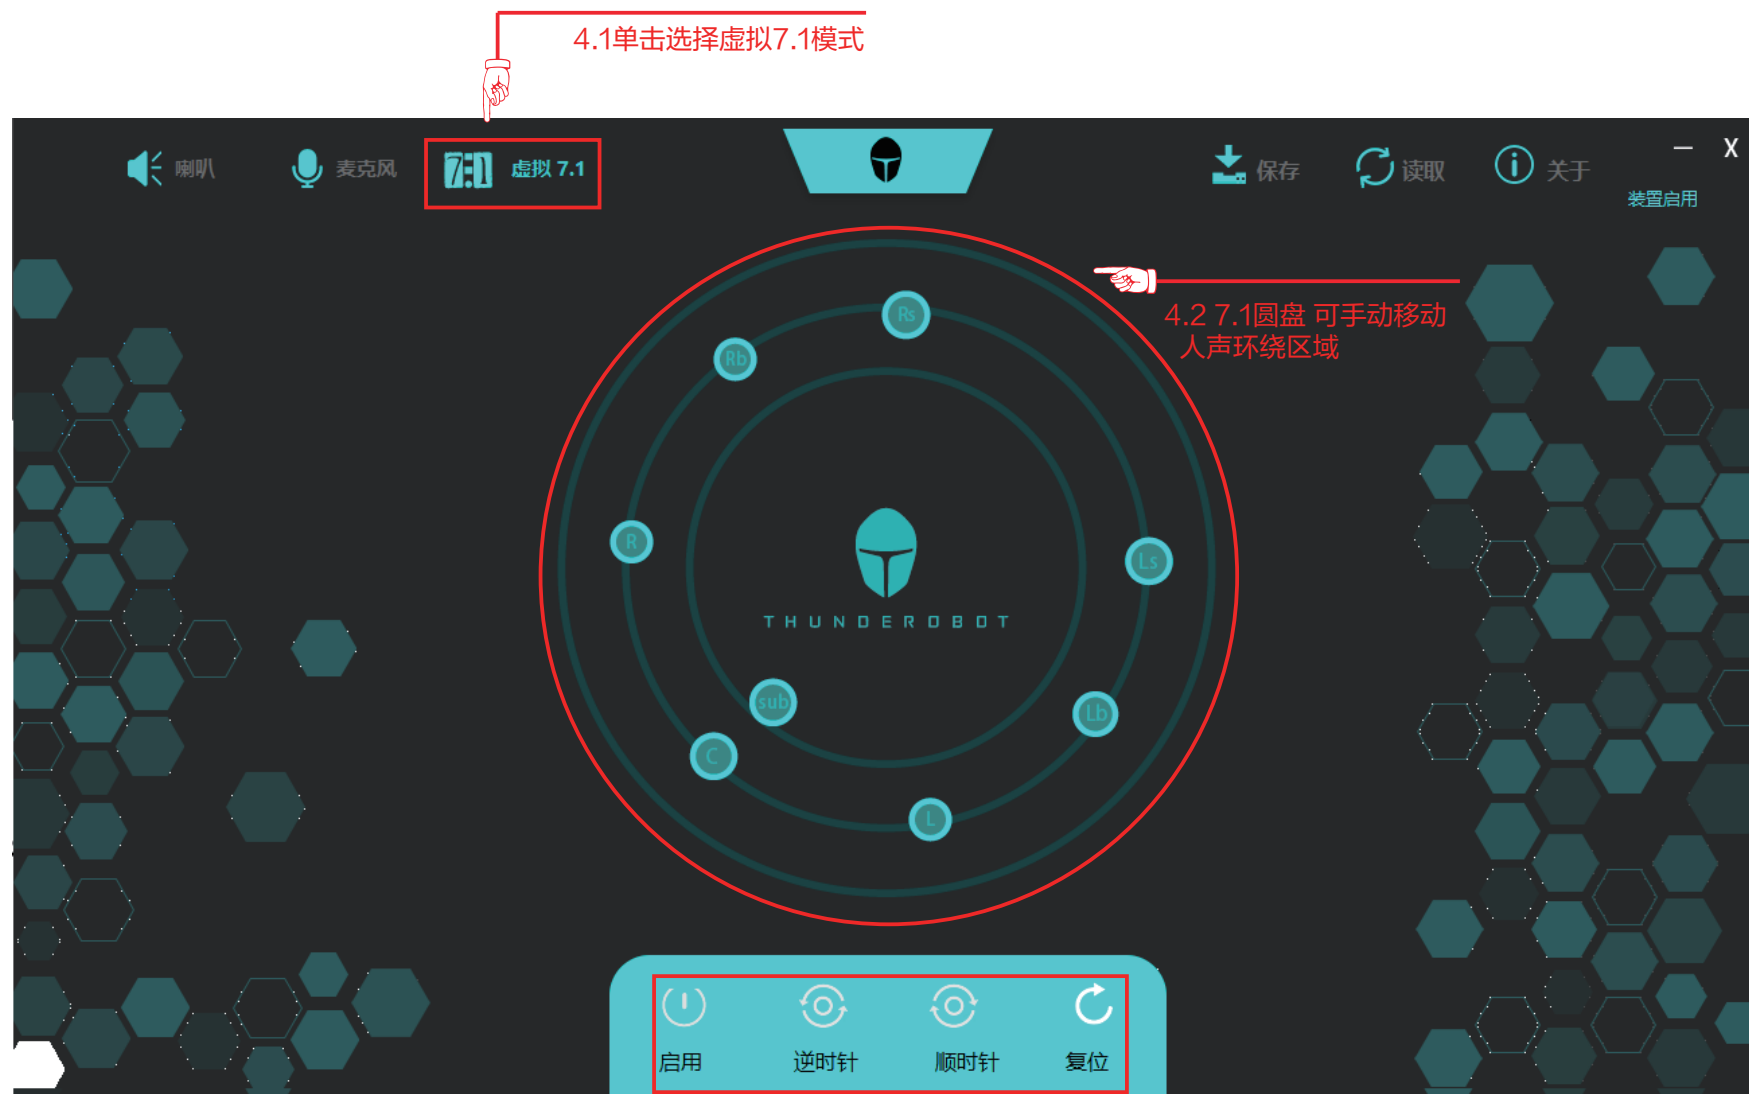 4.1单击选择虚拟7.1模式
喇叭
麦克风
7.1
虚拟 7.1
保存
读取
关于
X
装置启用
4.2 7.1圆盘 可手动移动
人声环绕区域
Rs
Rb
R
Ls
THUNDEROBOT
sub
Lb
C
L
启用
逆时针
顺时针
复位